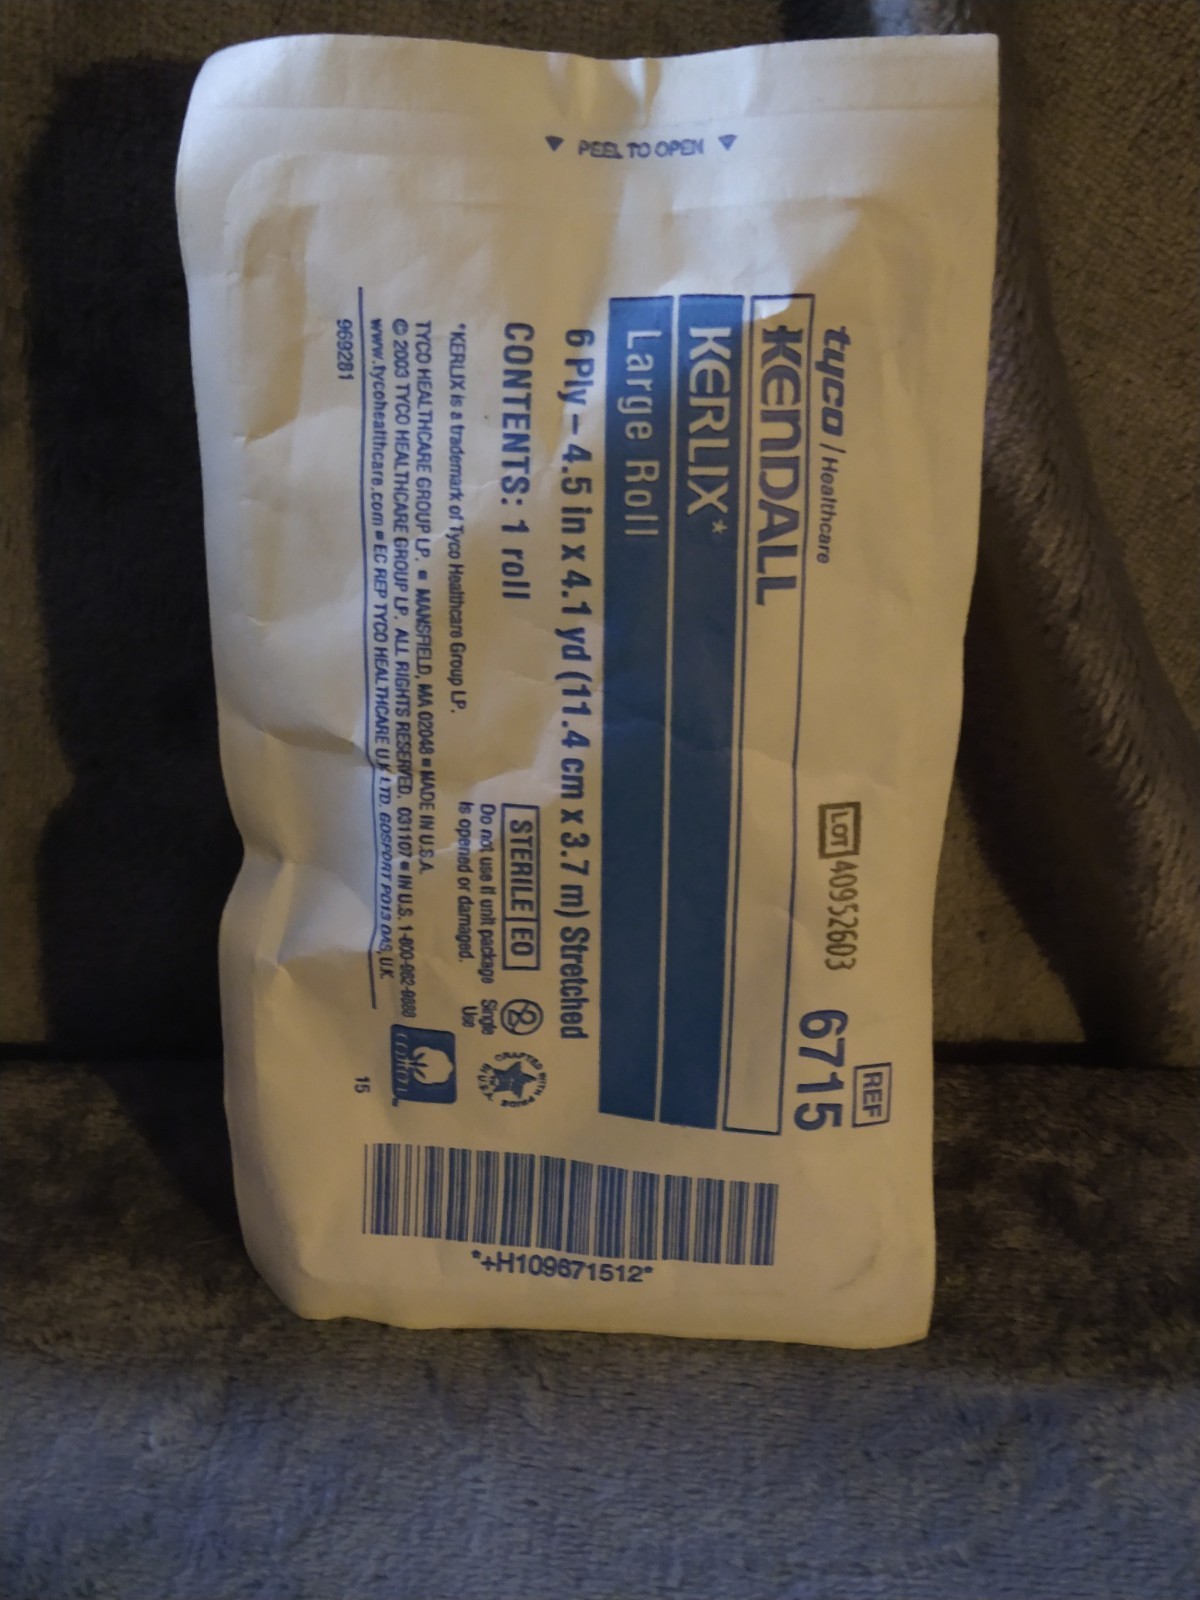 PEEL TO OPEN
tyco / Healthcare
LOT 40952603
REF
6715
KENDALL
KERLIX*
Large Roll
6 Ply – 4.5 in x 4.1 yd (11.4 cm x 3.7 m) Stretched
CONTENTS: 1 roll
STERILE EO
Do not use if unit package
is opened or damaged.
Single
Use
*KERLIX is a trademark of Tyco Healthcare Group LP.
TYCO HEALTHCARE GROUP LP. ■ MANSFIELD, MA 02048 ■ MADE IN U.S.A.
© 2003 TYCO HEALTHCARE GROUP LP. ALL RIGHTS RESERVED. 031107 ■ IN U.S. 1-800-962-9888
www.tycohealthcare.com ■ EC REP TYCO HEALTHCARE U.K LTD. GOSPORT PO13 0AS, U.K.
cotton™
969281
15
*+H109671512*